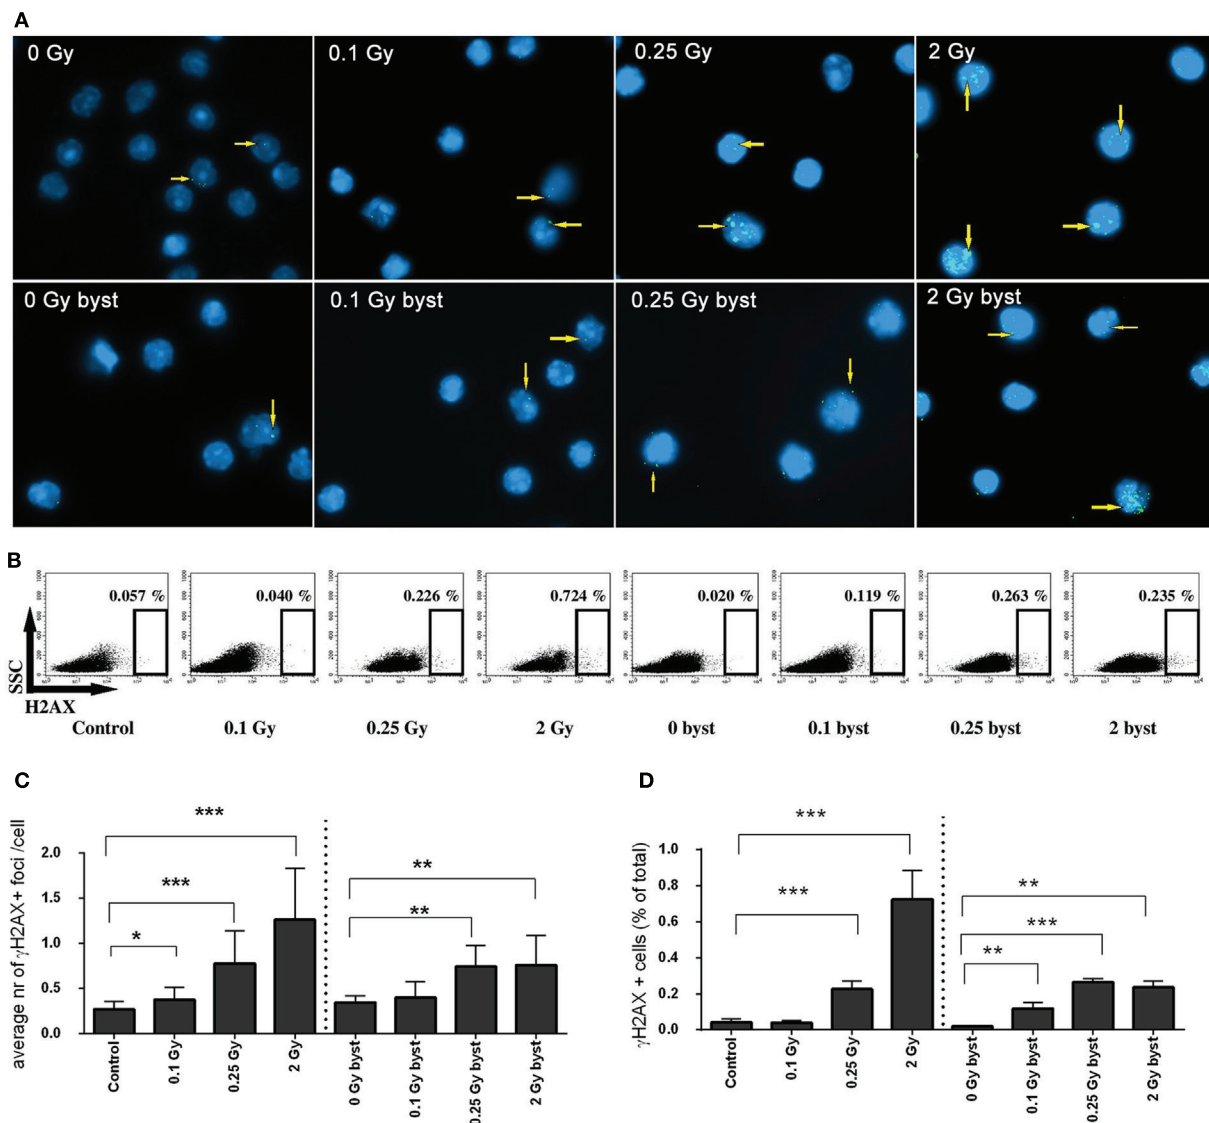 A
0 Gy
0.1 Gy
0.25 Gy
2 Gy
0 Gy byst
0.1 Gy byst
0.25 Gy byst
2 Gy byst
B
0.057 %
0.040 %
0.226 %
0.724 %
0.020 %
0.119 %
0.263 %
0.235 %
SSC
H2AX
Control
0.1 Gy
0.25 Gy
2 Gy
0 byst
0.1 byst
0.25 byst
2 byst
C
average nr of γH2AX+ foci /cell
2.0
1.5
1.0
0.5
0.0
***
***
*
**
**
Control
0.1 Gy
0.25 Gy
2 Gy
0 Gy byst
0.1 Gy byst
0.25 Gy byst
2 Gy byst
D
γH2AX + cells (% of total)
1.0
0.8
0.6
0.4
0.2
0.0
***
***
**
***
**
Control
0.1 Gy
0.25 Gy
2 Gy
0 Gy byst
0.1 Gy byst
0.25 Gy byst
2 Gy byst